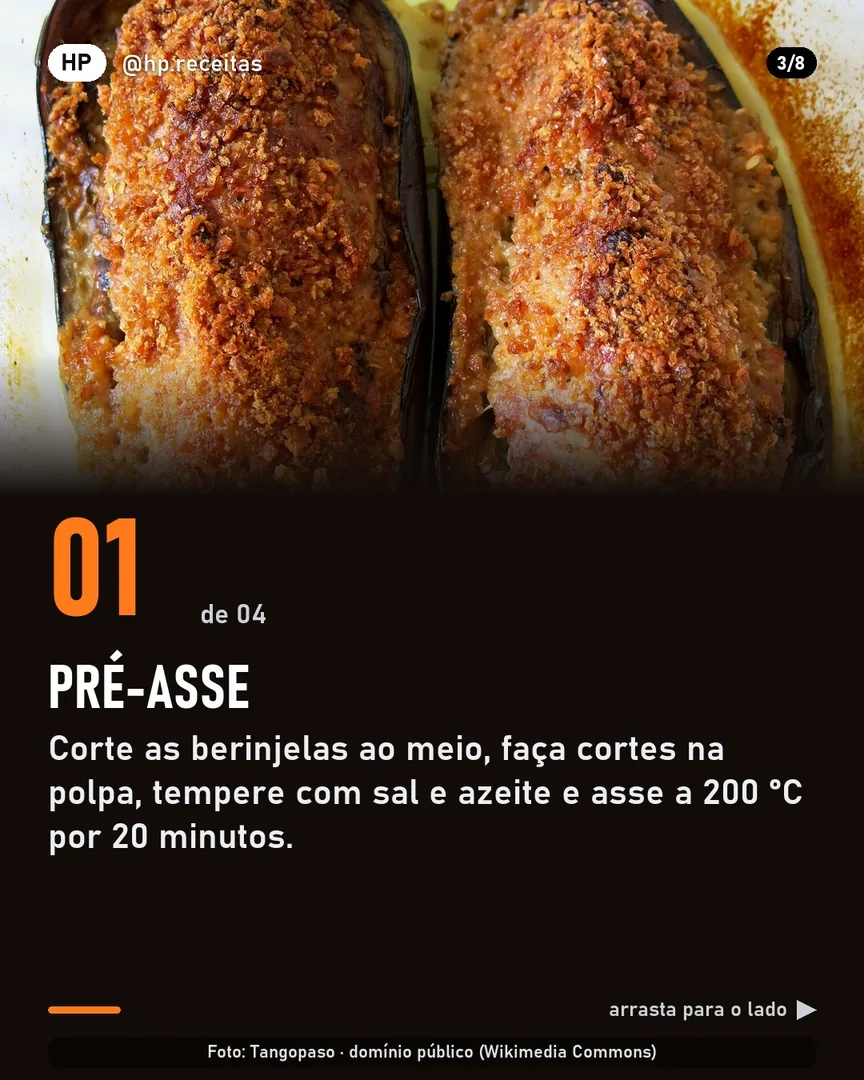 HP @hp.receitas
3/8
01 de 04
PRÉ-ASSE
Corte as berinjelas ao meio, faça cortes na
polpa, tempere com sal e azeite e asse a 200 °C
por 20 minutos.
arrasta para o lado ▶
Foto: Tangopaso · domínio público (Wikimedia Commons)